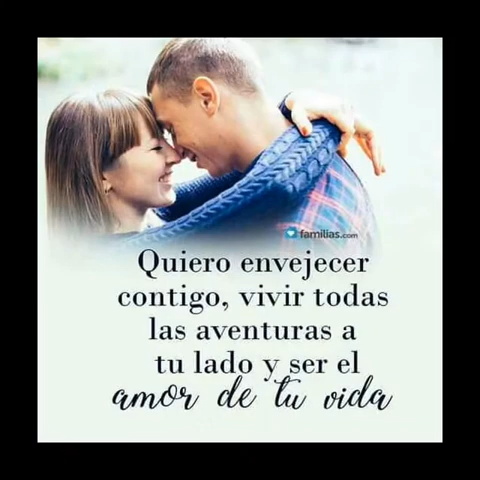 familias.com
Quiero envejecer
contigo, vivir todas
las aventuras a
tu lado y ser el
amor de tu vida